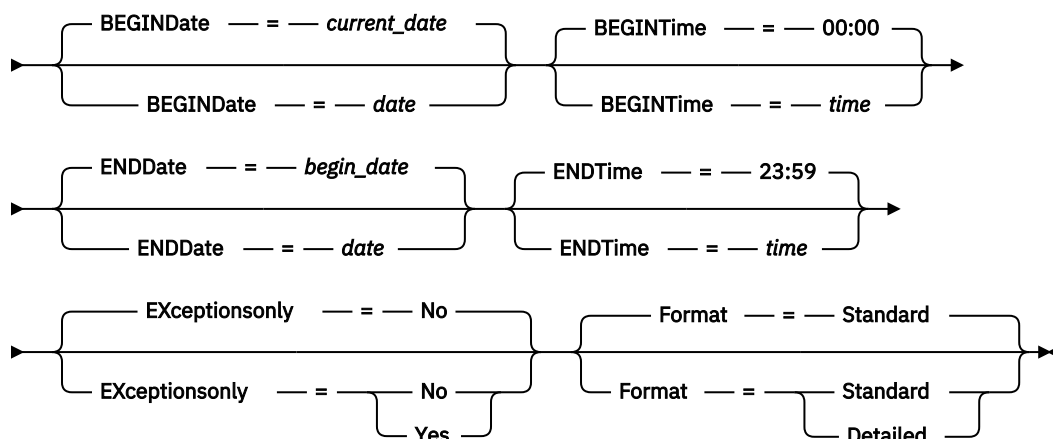 BEGINDate = current_date BEGINTime = 00:00
BEGINDate = date BEGINTime = time
ENDDate = begin_date ENDTime = 23:59
ENDDate = date ENDTime = time
EXceptionsonly = No Format = Standard
EXceptionsonly = No Format = Standard
Yes Detailed